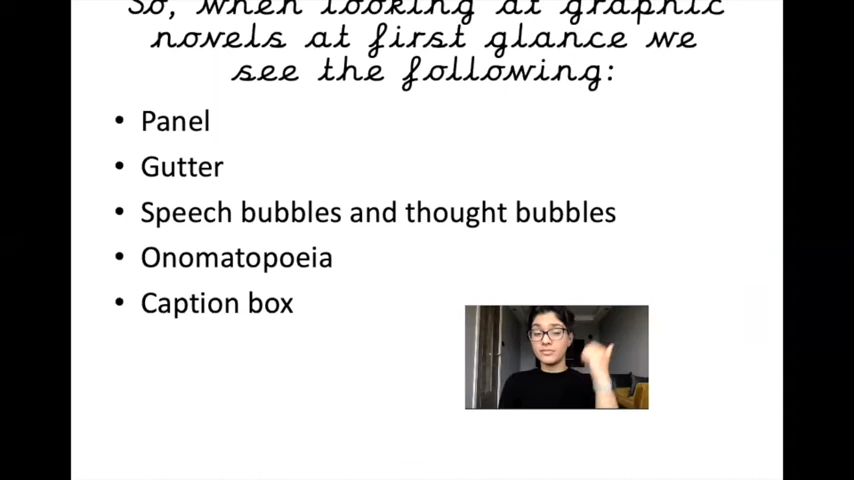 So, when looking at graphic
novels at first glance we
see the following:
• Panel
• Gutter
• Speech bubbles and thought bubbles
• Onomatopoeia
• Caption box